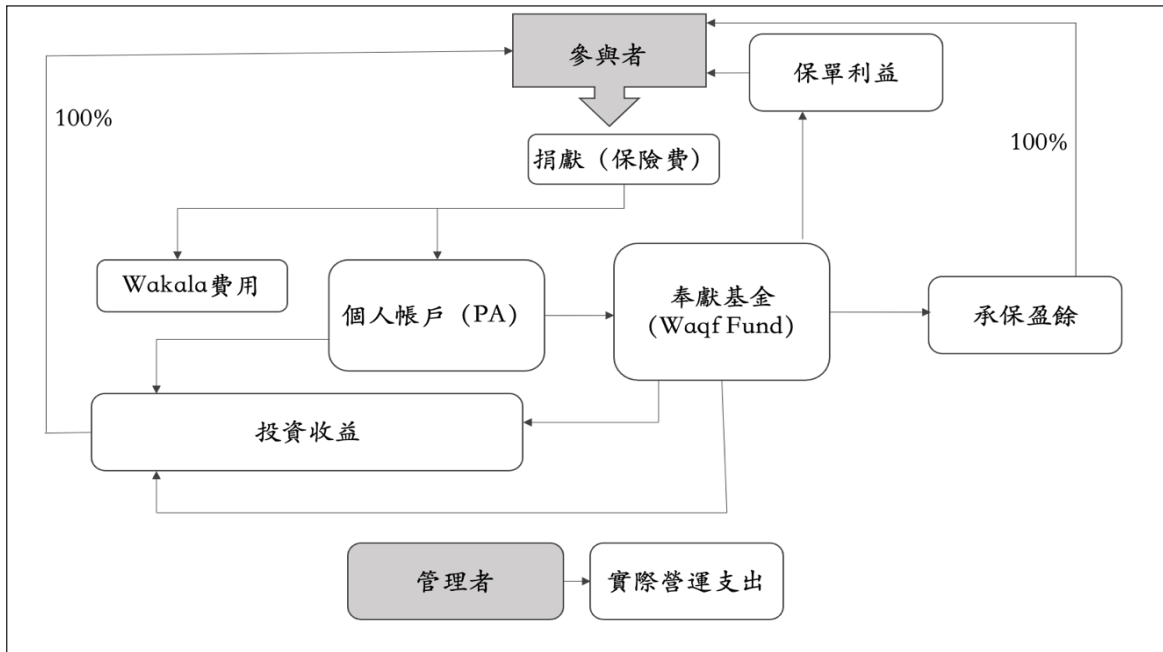 參與者
保單利益
100%
100%
捐獻（保險費）
Wakala費用
個人帳戶（PA）
奉獻基金
(Waqf Fund)
承保盈餘
投資收益
管理者
實際營運支出